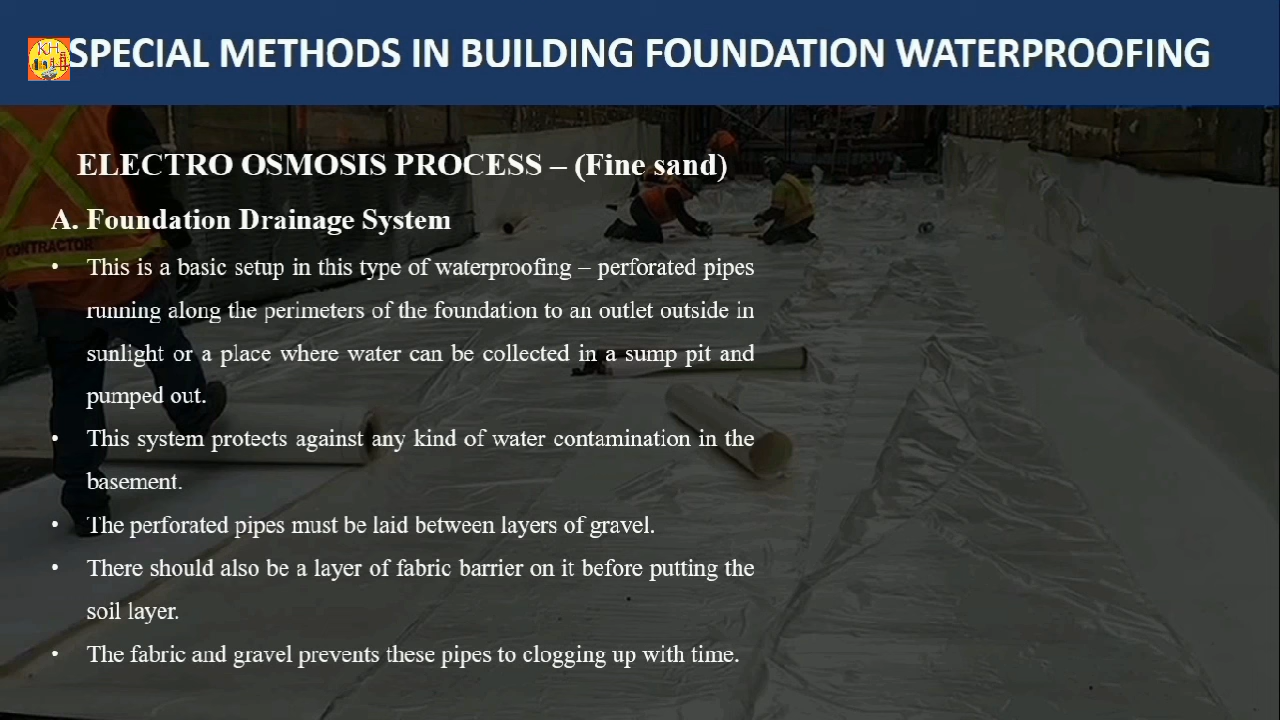 KH
SPECIAL METHODS IN BUILDING FOUNDATION WATERPROOFING
ELECTRO OSMOSIS PROCESS – (Fine sand)
A. Foundation Drainage System
CONTRACTOR
• This is a basic setup in this type of waterproofing – perforated pipes
running along the perimeters of the foundation to an outlet outside in
sunlight or a place where water can be collected in a sump pit and
pumped out.
• This system protects against any kind of water contamination in the
basement.
• The perforated pipes must be laid between layers of gravel.
• There should also be a layer of fabric barrier on it before putting the
soil layer.
• The fabric and gravel prevents these pipes to clogging up with time.